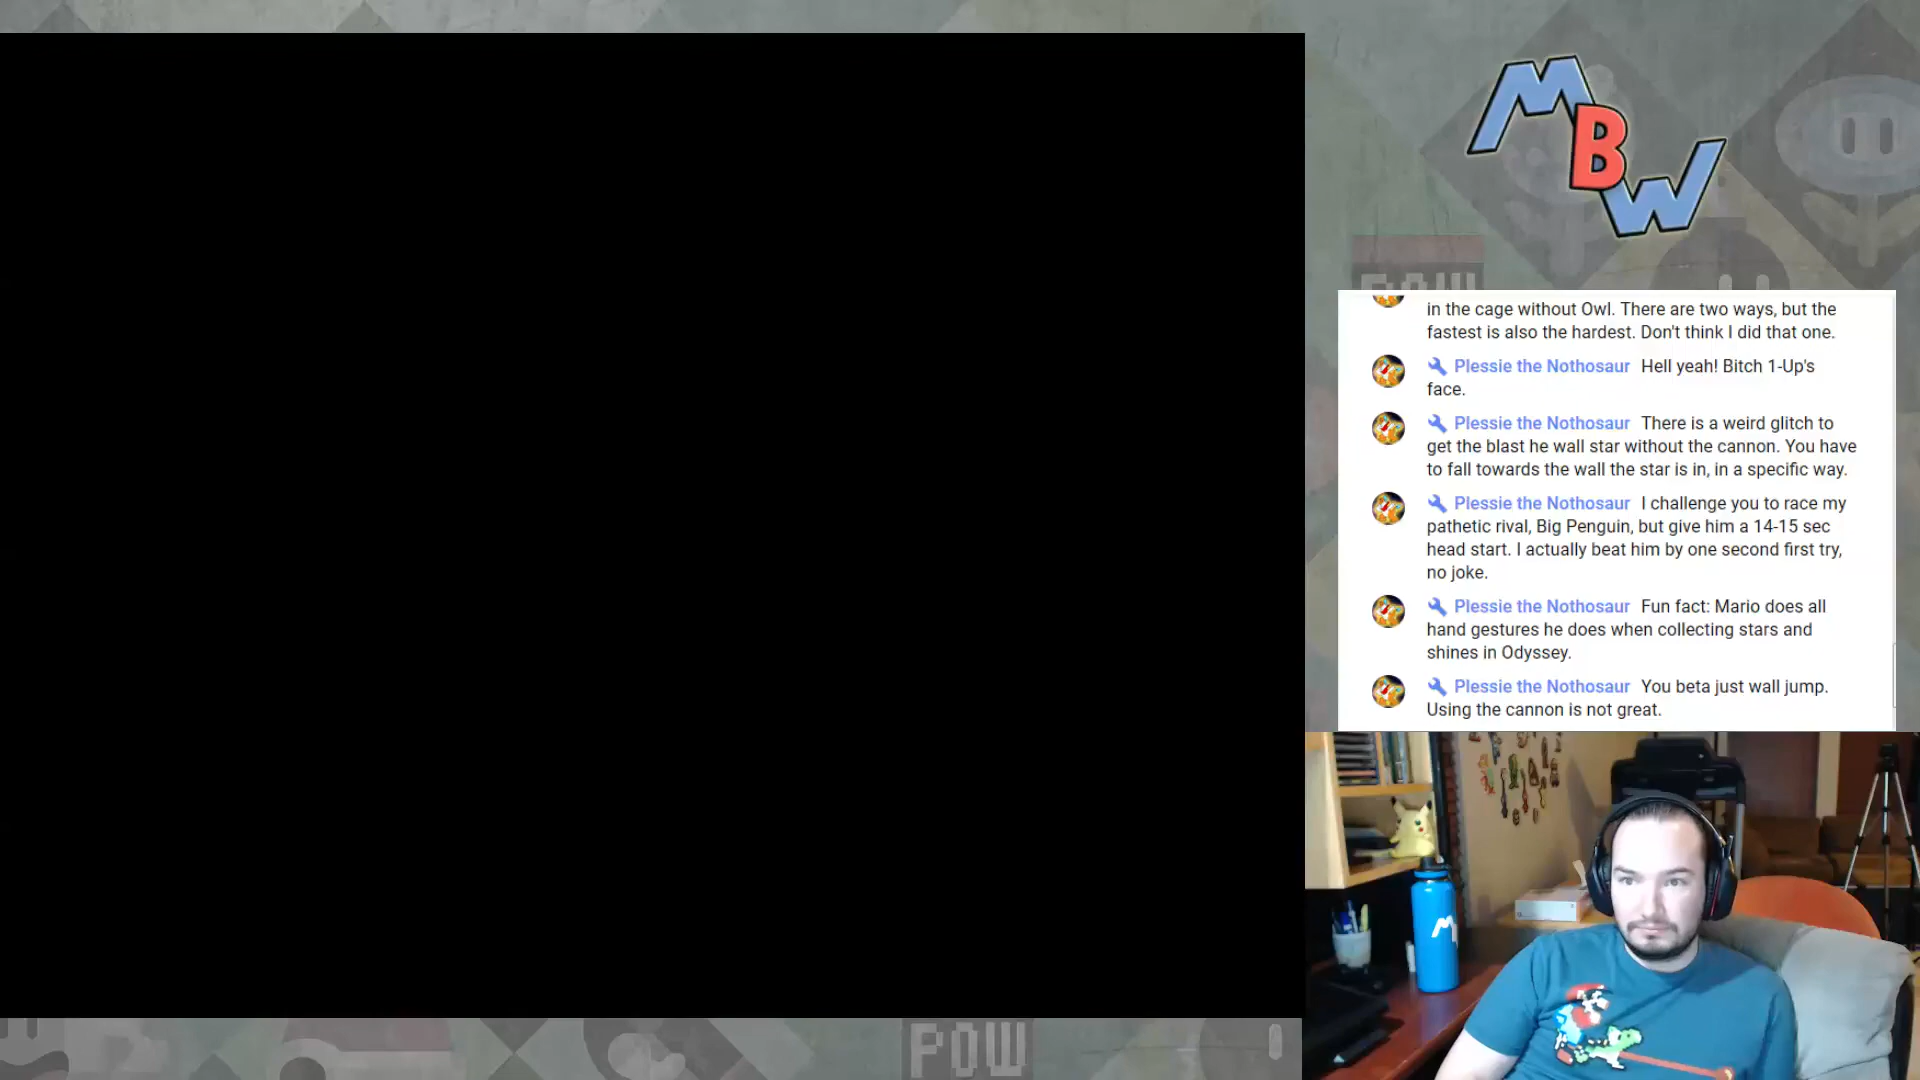 MBW
POW
in the cage without Owl. There are two ways, but the
fastest is also the hardest. Don't think I did that one.
Plessie the Nothosaur Hell yeah! Bitch 1-Up's
face.
Plessie the Nothosaur There is a weird glitch to
get the blast he wall star without the cannon. You have
to fall towards the wall the star is in, in a specific way.
Plessie the Nothosaur I challenge you to race my
pathetic rival, Big Penguin, but give him a 14-15 sec
head start. I actually beat him by one second first try,
no joke.
Plessie the Nothosaur Fun fact: Mario does all
hand gestures he does when collecting stars and
shines in Odyssey.
Plessie the Nothosaur You beta just wall jump.
Using the cannon is not great.
M
POW